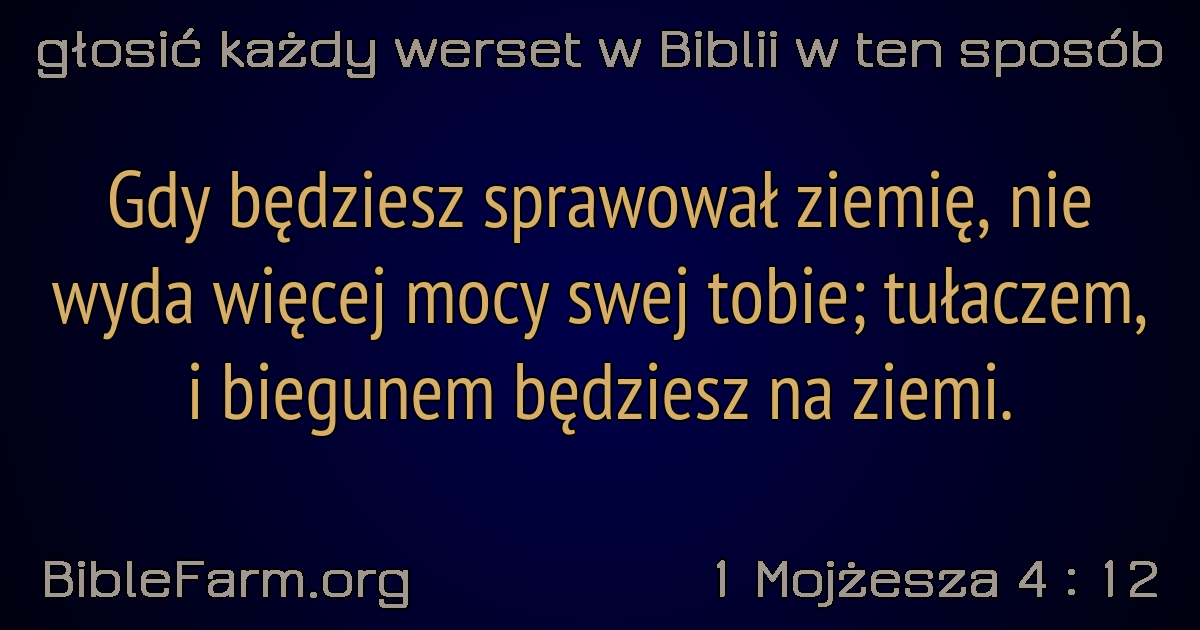 głosić każdy werset w Biblii w ten sposób
Gdy będziesz sprawował ziemię, nie
wyda więcej mocy swej tobie; tułaczem,
i biegunem będziesz na ziemi.
BibleFarm.org
1 Mojżesza 4 : 12